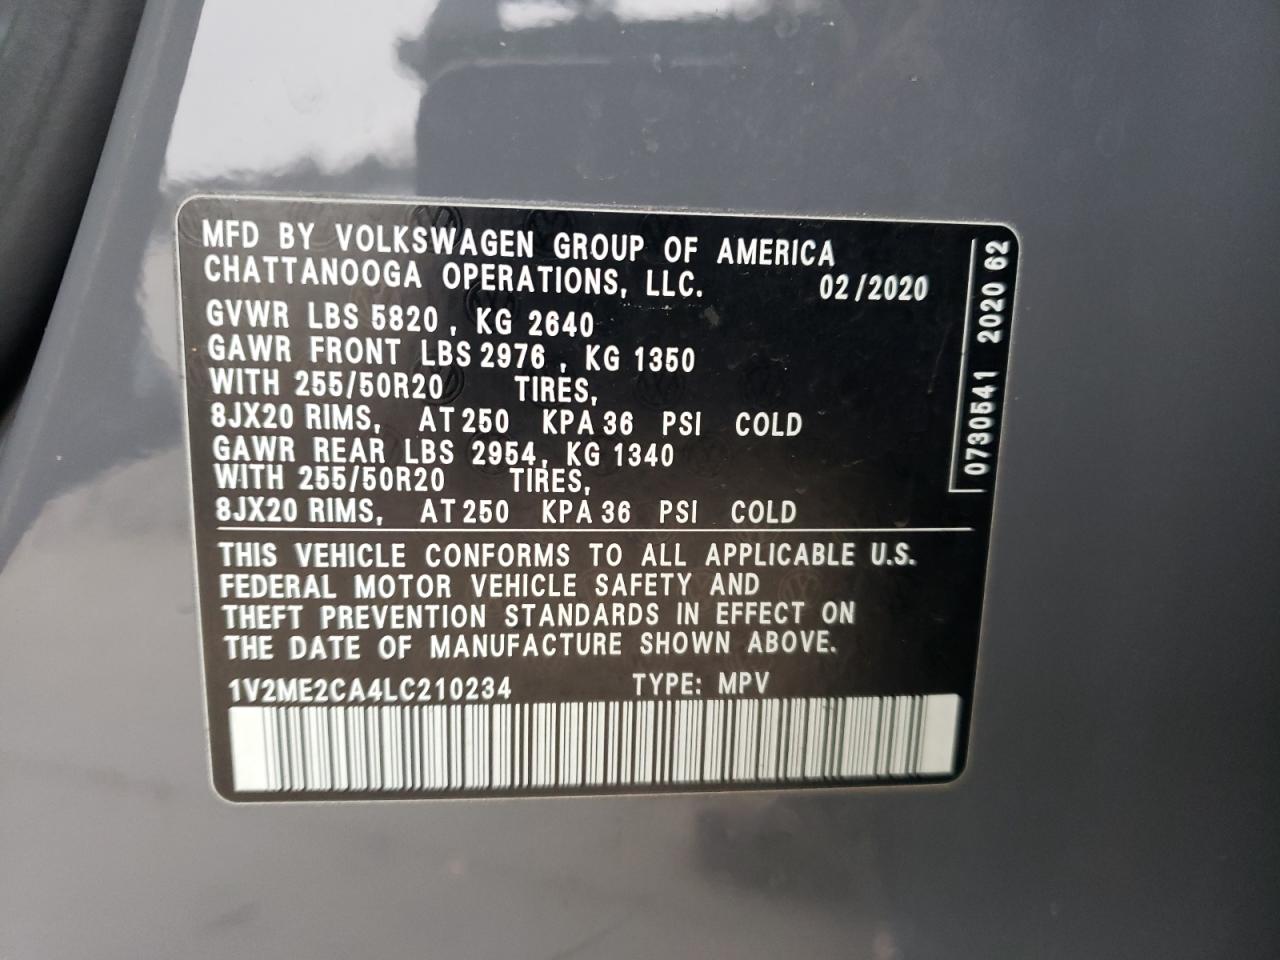 MFD BY VOLKSWAGEN GROUP OF AMERICA
CHATTANOOGA OPERATIONS, LLC. 02/2020
GVWR LBS 5820, KG 2640
GAWR FRONT LBS 2976, KG 1350
WITH 255/50R20 TIRES,
8JX20 RIMS, AT 250 KPA 36 PSI COLD
GAWR REAR LBS 2954, KG 1340
WITH 255/50R20 TIRES,
8JX20 RIMS, AT 250 KPA 36 PSI COLD
THIS VEHICLE CONFORMS TO ALL APPLICABLE U.S.
FEDERAL MOTOR VEHICLE SAFETY AND
THEFT PREVENTION STANDARDS IN EFFECT ON
THE DATE OF MANUFACTURE SHOWN ABOVE.
1V2ME2CA4LC210234 TYPE: MPV
0730541 2020 62